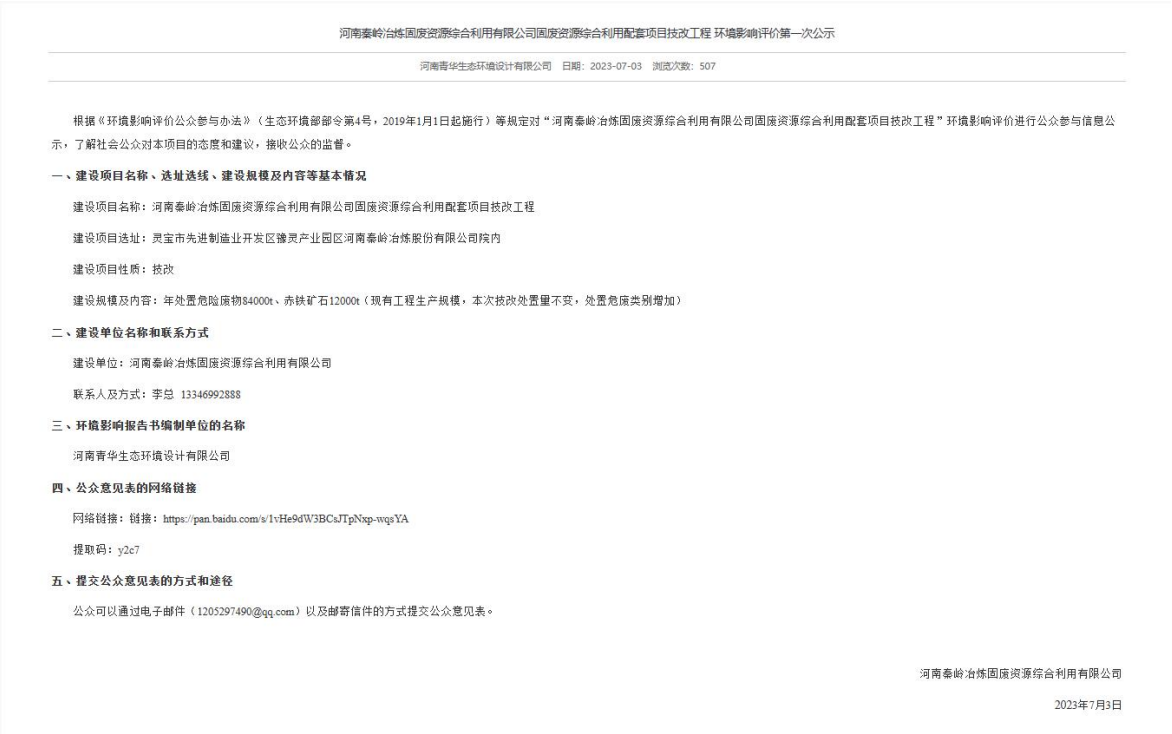 河南秦岭冶炼固废资源综合利用有限公司固废资源综合利用配套项目技改工程 环境影响评价第一次公示
河南青华生态环境设计有限公司 日期：2023-07-03 浏览次数：507
根据《环境影响评价公众参与办法》（生态环境部部令第4号，2019年1月1日起施行）等规定对“河南秦岭冶炼固废资源综合利用有限公司固废资源综合利用配套项目技改工程”环境影响评价进行公众参与信息公
示，了解社会公众对本项目的态度和建议，接收公众的监督。
一、建设项目名称、选址选线、建设规模及内容等基本情况
建设项目名称：河南秦岭冶炼固废资源综合利用有限公司固废资源综合利用配套项目技改工程
建设项目选址：灵宝市先进制造业开发区豫灵产业园区河南秦岭冶炼股份有限公司院内
建设项目性质：技改
建设规模及内容：年处置危险废物84000t、赤铁矿石12000t（现有工程生产规模，本次技改处置量不变，处置危废类别增加）
二、建设单位名称和联系方式
建设单位：河南秦岭冶炼固废资源综合利用有限公司
联系人及方式：李总 13346992888
三、环境影响报告书编制单位的名称
河南青华生态环境设计有限公司
四、公众意见表的网络链接
网络链接：链接：https://pan.baidu.com/s/1vHe9dW3BCsJTpNxp-wqsYA
提取码：y2c7
五、提交公众意见表的方式和途径
公众可以通过电子邮件（1205297490@qq.com）以及邮寄信件的方式提交公众意见表。
河南秦岭冶炼固废资源综合利用有限公司
2023年7月3日